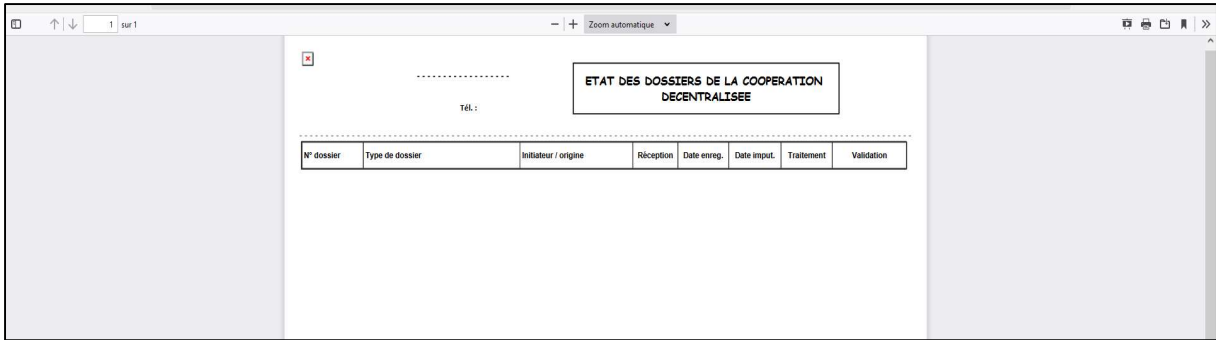 1 sur 1
Zoom automatique
-----------------
ETAT DES DOSSIERS DE LA COOPERATION
DECENTRALISEE
Tél. :
N° dossier Type de dossier Initiateur / origine Réception Date enreg. Date imput. Traitement Validation